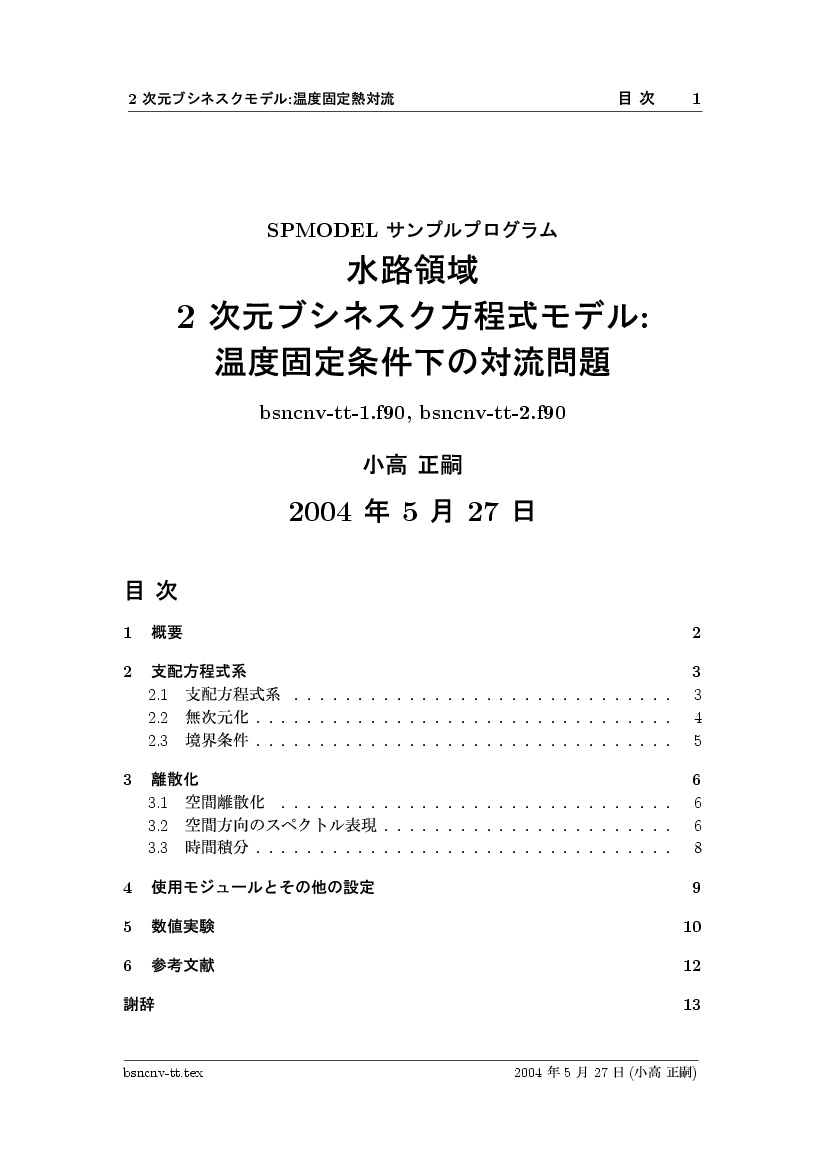 2 次元ブシネスクモデル:温度固定熱対流 目 次 1
SPMODEL サンプルプログラム
水路領域
2 次元ブシネスク方程式モデル:
温度固定条件下の対流問題
bsncnv-tt-1.f90, bsncnv-tt-2.f90
小高 正嗣
2004 年 5 月 27 日
目 次
1 概要 2
2 支配方程式系 3
2.1 支配方程式系 . . . . . . . . . . . . . . . . . . . . . . . . . . . . . . 3
2.2 無次元化 . . . . . . . . . . . . . . . . . . . . . . . . . . . . . . . . . 4
2.3 境界条件 . . . . . . . . . . . . . . . . . . . . . . . . . . . . . . . . . 5
3 離散化 6
3.1 空間離散化 . . . . . . . . . . . . . . . . . . . . . . . . . . . . . . . 6
3.2 空間方向のスペクトル表現 . . . . . . . . . . . . . . . . . . . . . . . 6
3.3 時間積分 . . . . . . . . . . . . . . . . . . . . . . . . . . . . . . . . . 8
4 使用モジュールとその他の設定 9
5 数値実験 10
6 参考文献 12
謝辞 13
bsncnv-tt.tex 2004 年 5 月 27 日 (小高 正嗣)